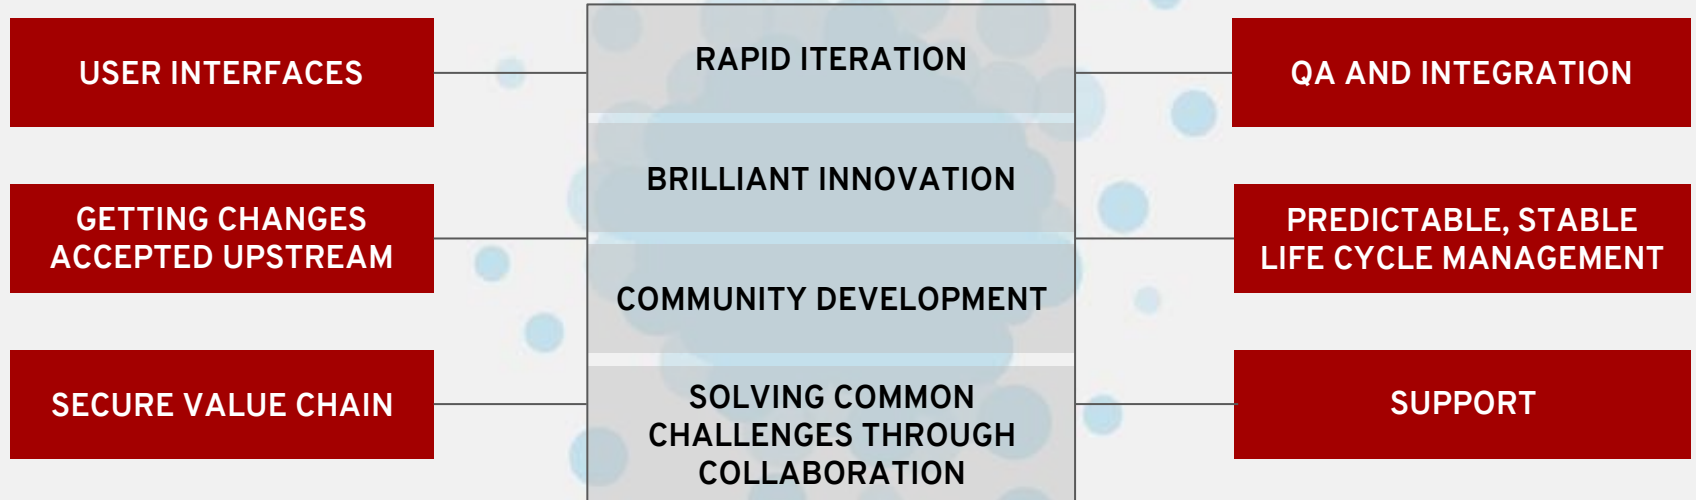 USER INTERFACES
GETTING CHANGES
ACCEPTED UPSTREAM
SECURE VALUE CHAIN
RAPID ITERATION
BRILLIANT INNOVATION
COMMUNITY DEVELOPMENT
SOLVING COMMON
CHALLENGES THROUGH
COLLABORATION
QA AND INTEGRATION
PREDICTABLE, STABLE
LIFE CYCLE MANAGEMENT
SUPPORT